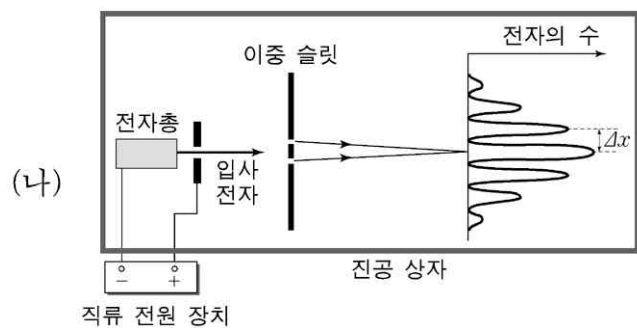 전자의 수
이중 슬릿
전자총
Δx
(나)
입사
전자
진공 상자
− +
직류 전원 장치